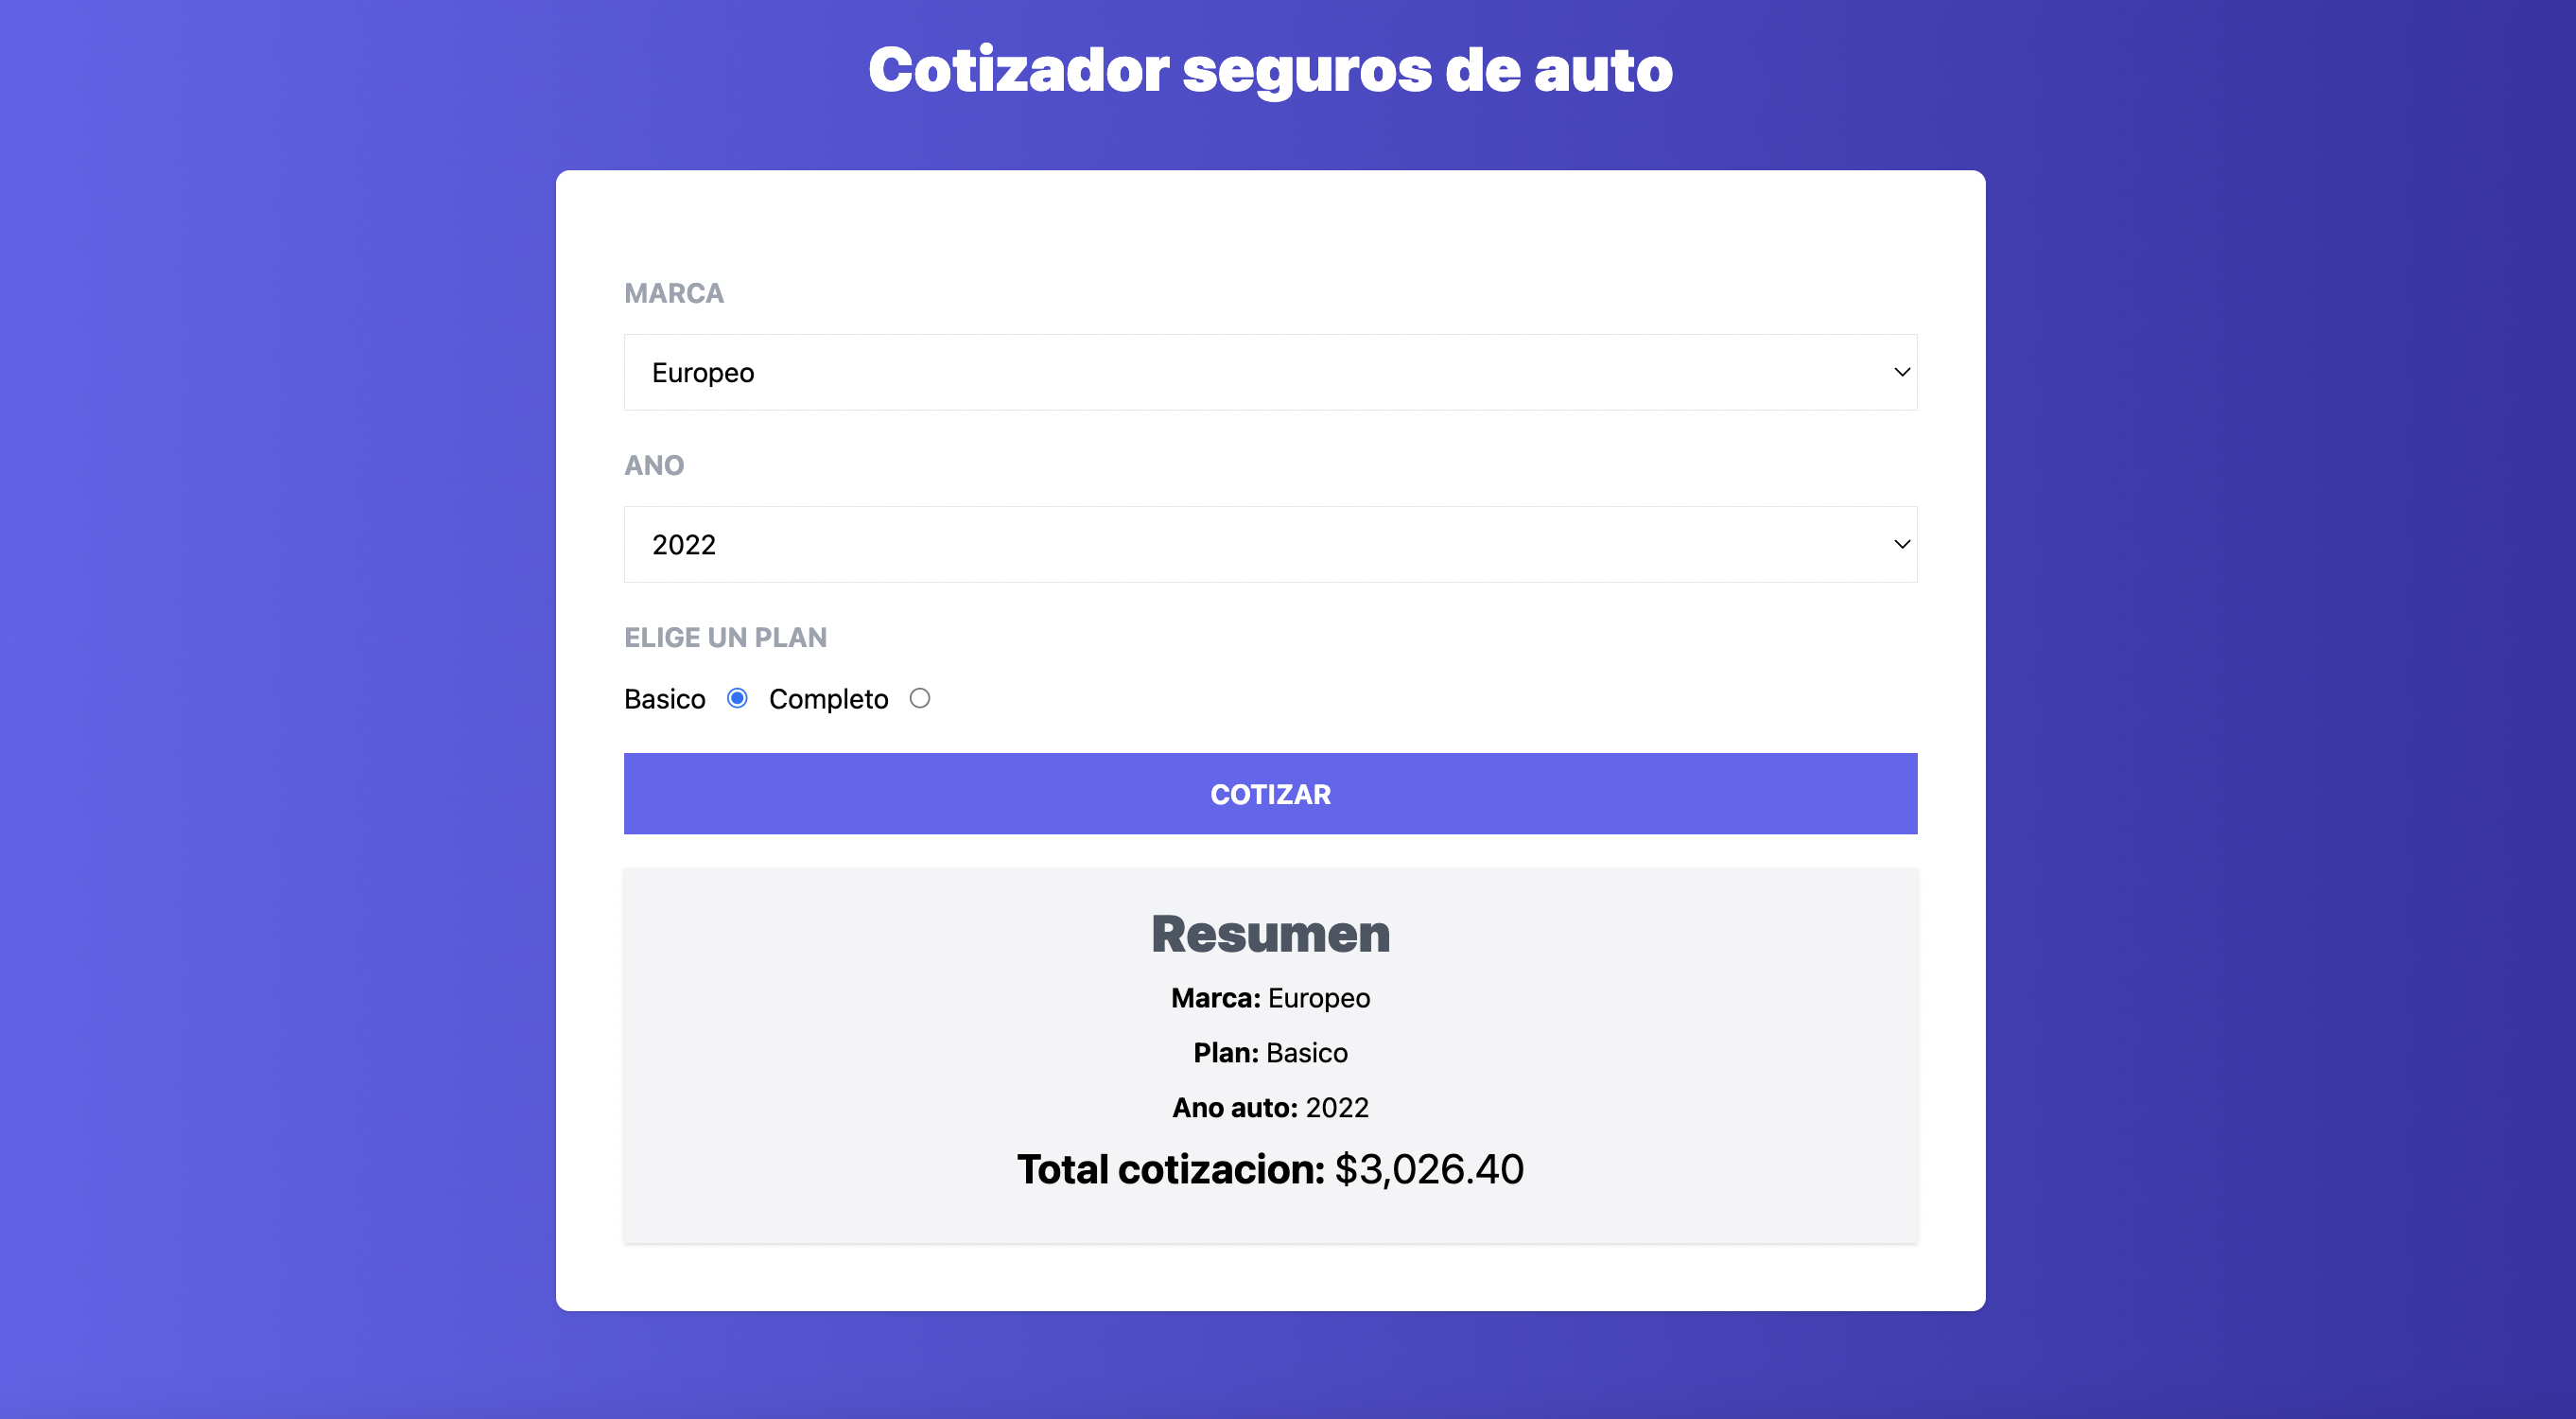 Cotizador seguros de auto
MARCA
Europeo
ANO
2022
ELIGE UN PLAN
Basico Completo
COTIZAR
Resumen
Marca: Europeo
Plan: Basico
Ano auto: 2022
Total cotizacion: $3,026.40